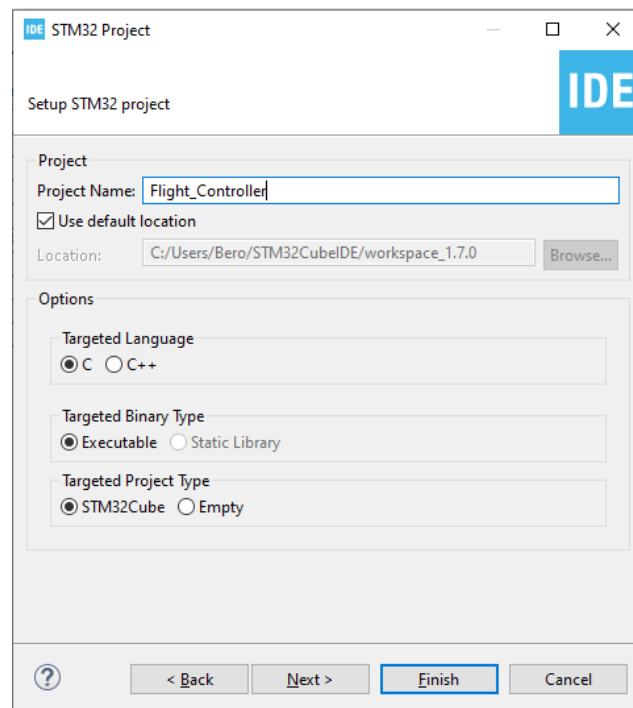 IDE STM32 Project
Setup STM32 project
IDE
Project
Project Name: Flight_Controller
Use default location
Location: C:/Users/Bero/STM32CubeIDE/workspace_1.7.0 Browse...
Options
Targeted Language
C C++
Targeted Binary Type
Executable Static Library
Targeted Project Type
STM32Cube Empty
? < Back Next > Finish Cancel